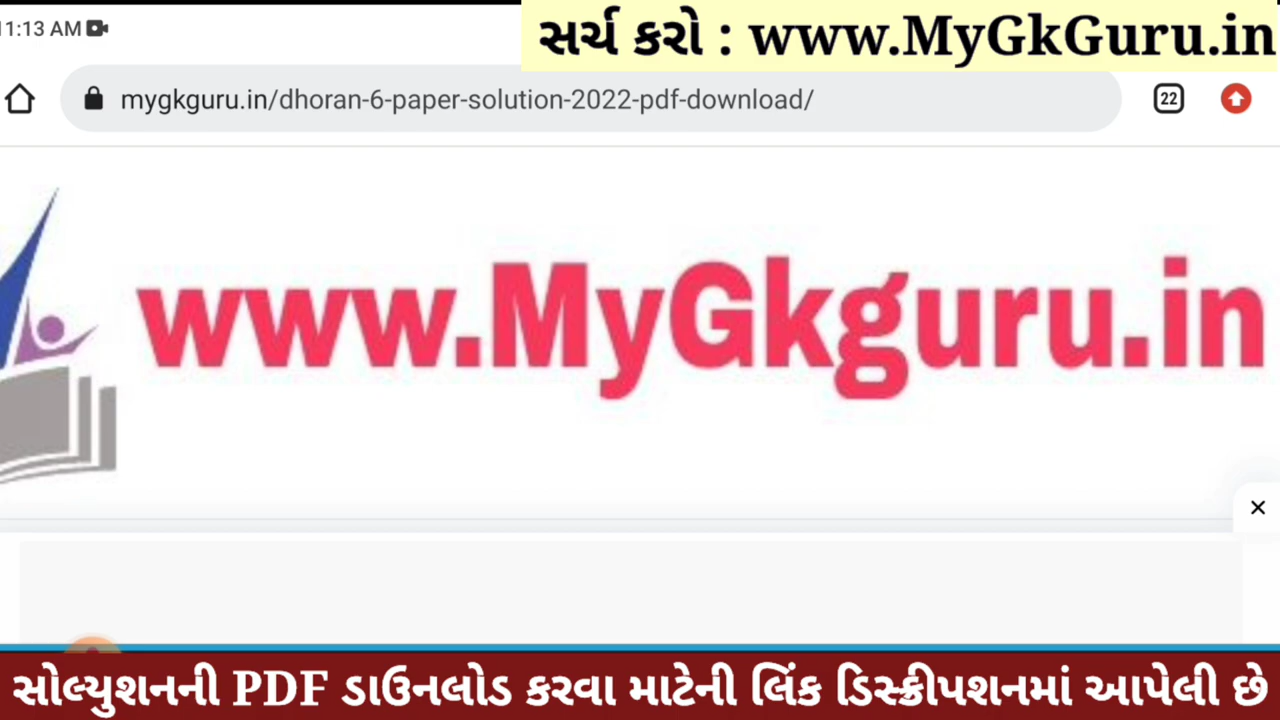 11:13 AM
સર્ચ કરો : www.MyGkGuru.in
mygkguru.in/dhoran-6-paper-solution-2022-pdf-download/
22
www.MyGkguru.in
સોલ્યુશનની PDF ડાઉનલોડ કરવા માટેની લિંક ડિસ્ક્રીપશનમાં આપેલી છે